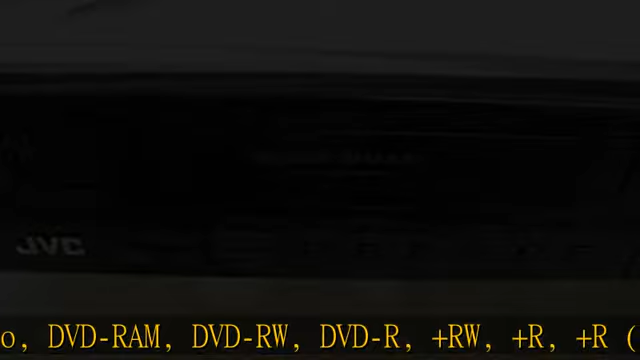 JVC
o, DVD-RAM, DVD-RW, DVD-R, +RW, +R, +R (